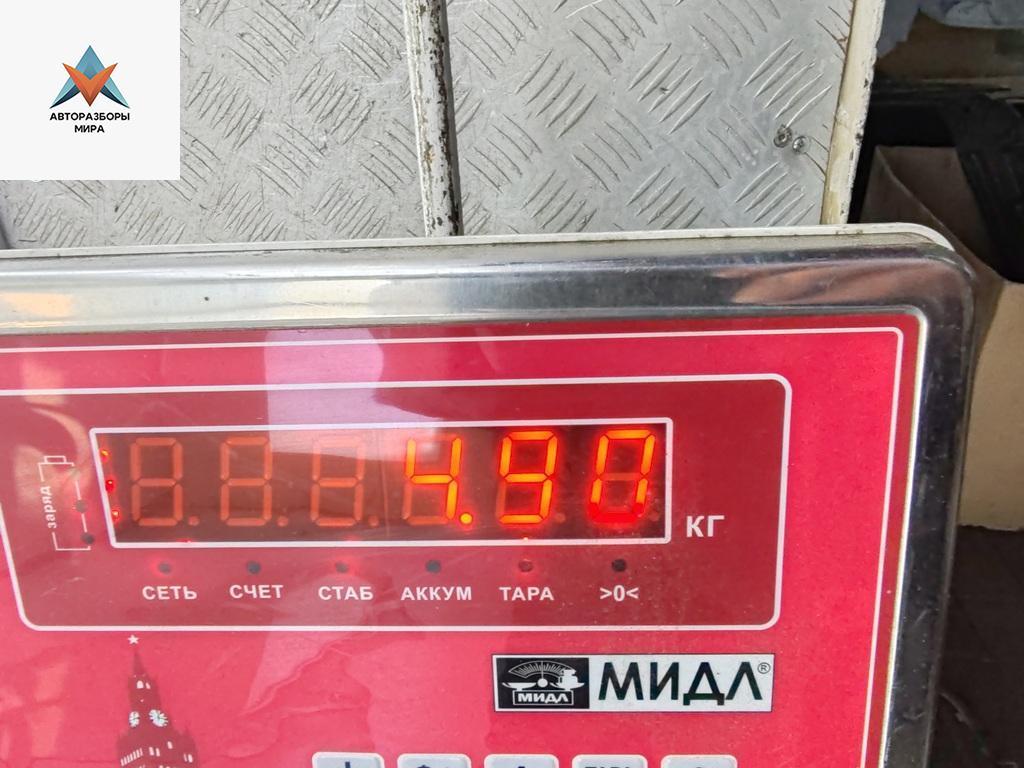 АВТОРАЗБОРЫ
МИРА
4.90
КГ
заряд
СЕТЬ СЧЕТ СТАБ АККУМ ТАРА >0<
МИДЛ МИДЛ®